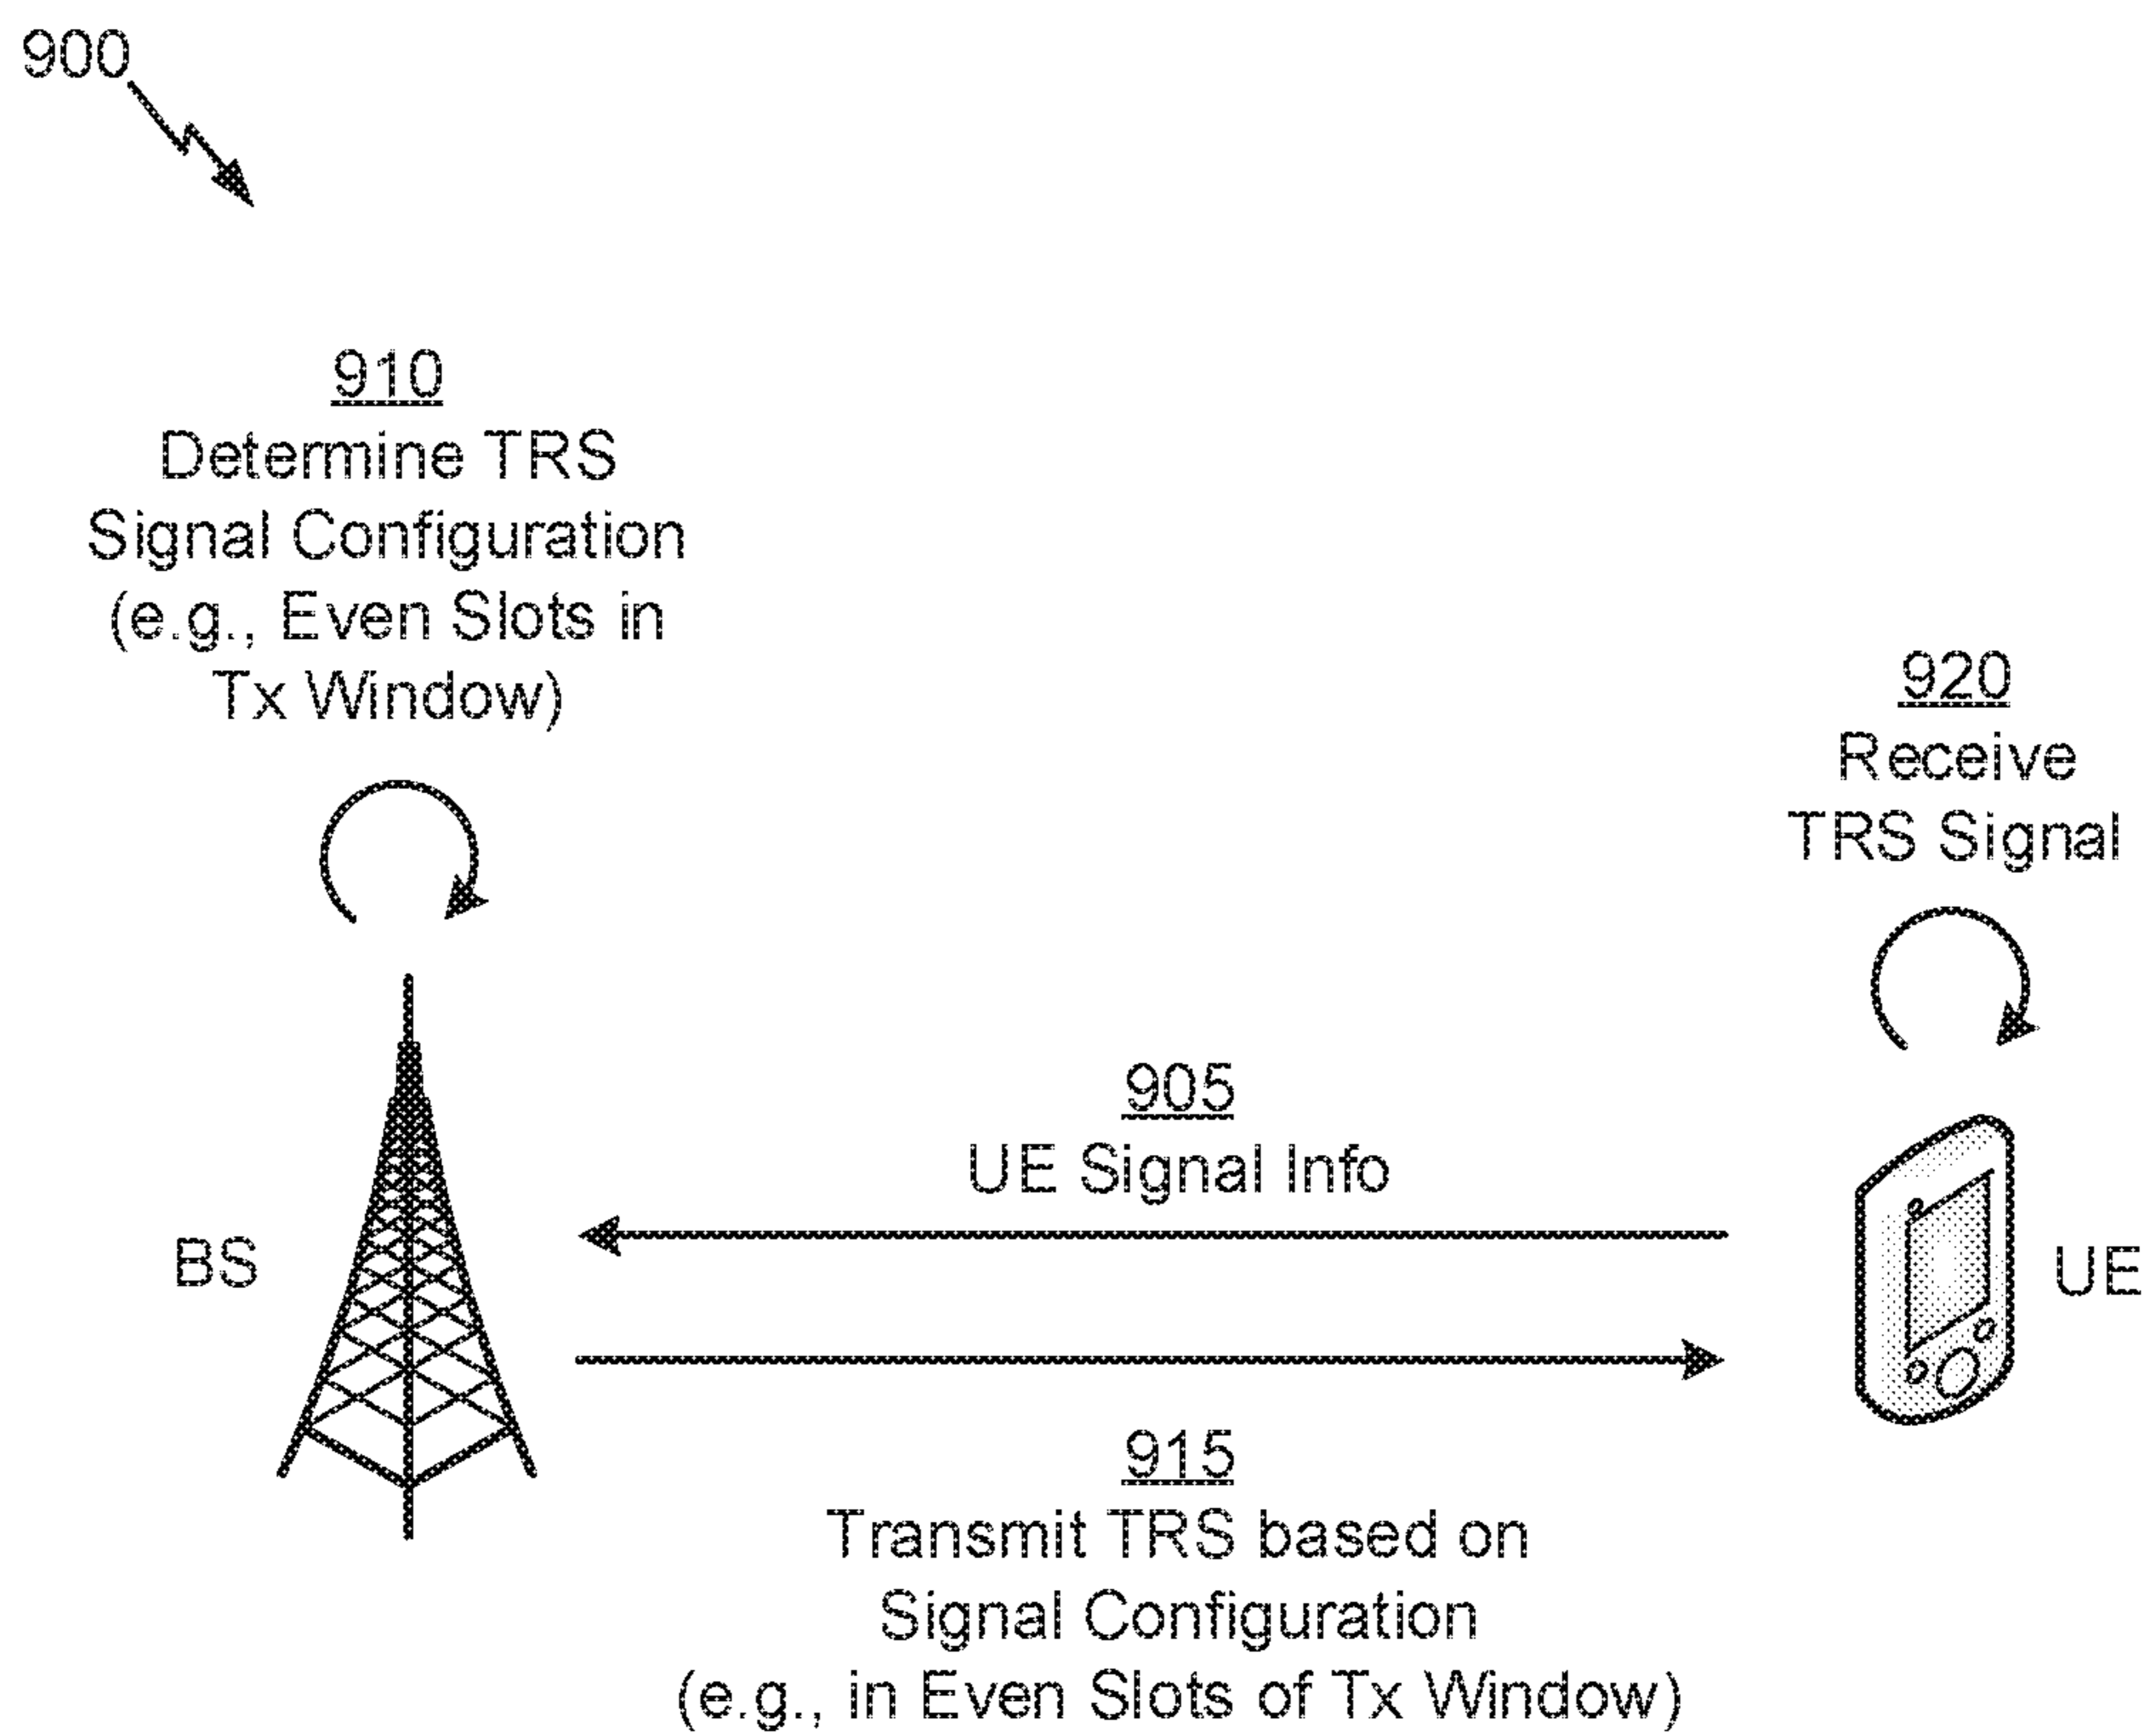 900
910
Determine TRS
Signal Configuration
(e.g., Even Slots in
Tx Window)
920
Receive
TRS Signal
905
UE Signal Info
BS
UE
915
Transmit TRS based on
Signal Configuration
(e.g., in Even Slots of Tx Window)